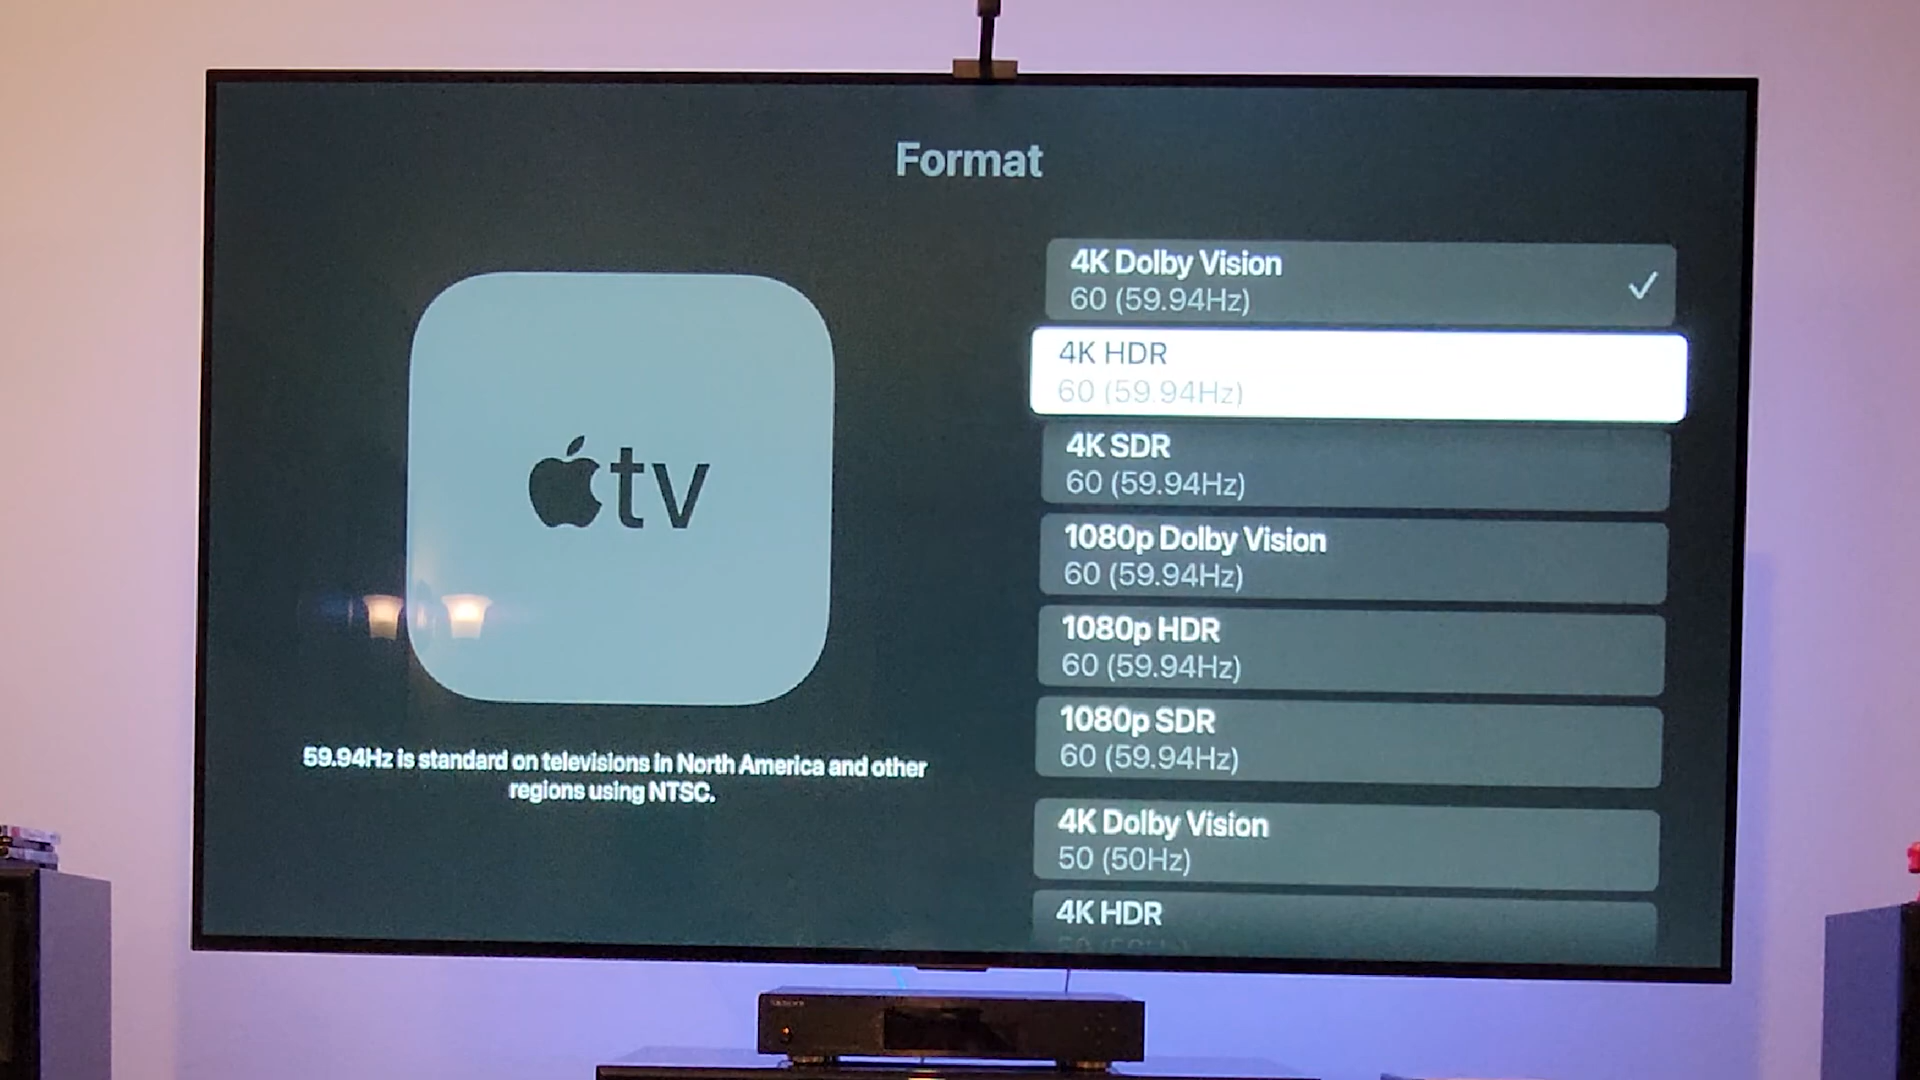 Format
tv
59.94Hz is standard on televisions in North America and other
regions using NTSC.
4K Dolby Vision
60 (59.94Hz)
4K HDR
60 (59.94Hz)
4K SDR
60 (59.94Hz)
1080p Dolby Vision
60 (59.94Hz)
1080p HDR
60 (59.94Hz)
1080p SDR
60 (59.94Hz)
4K Dolby Vision
50 (50Hz)
4K HDR
50 (50Hz)